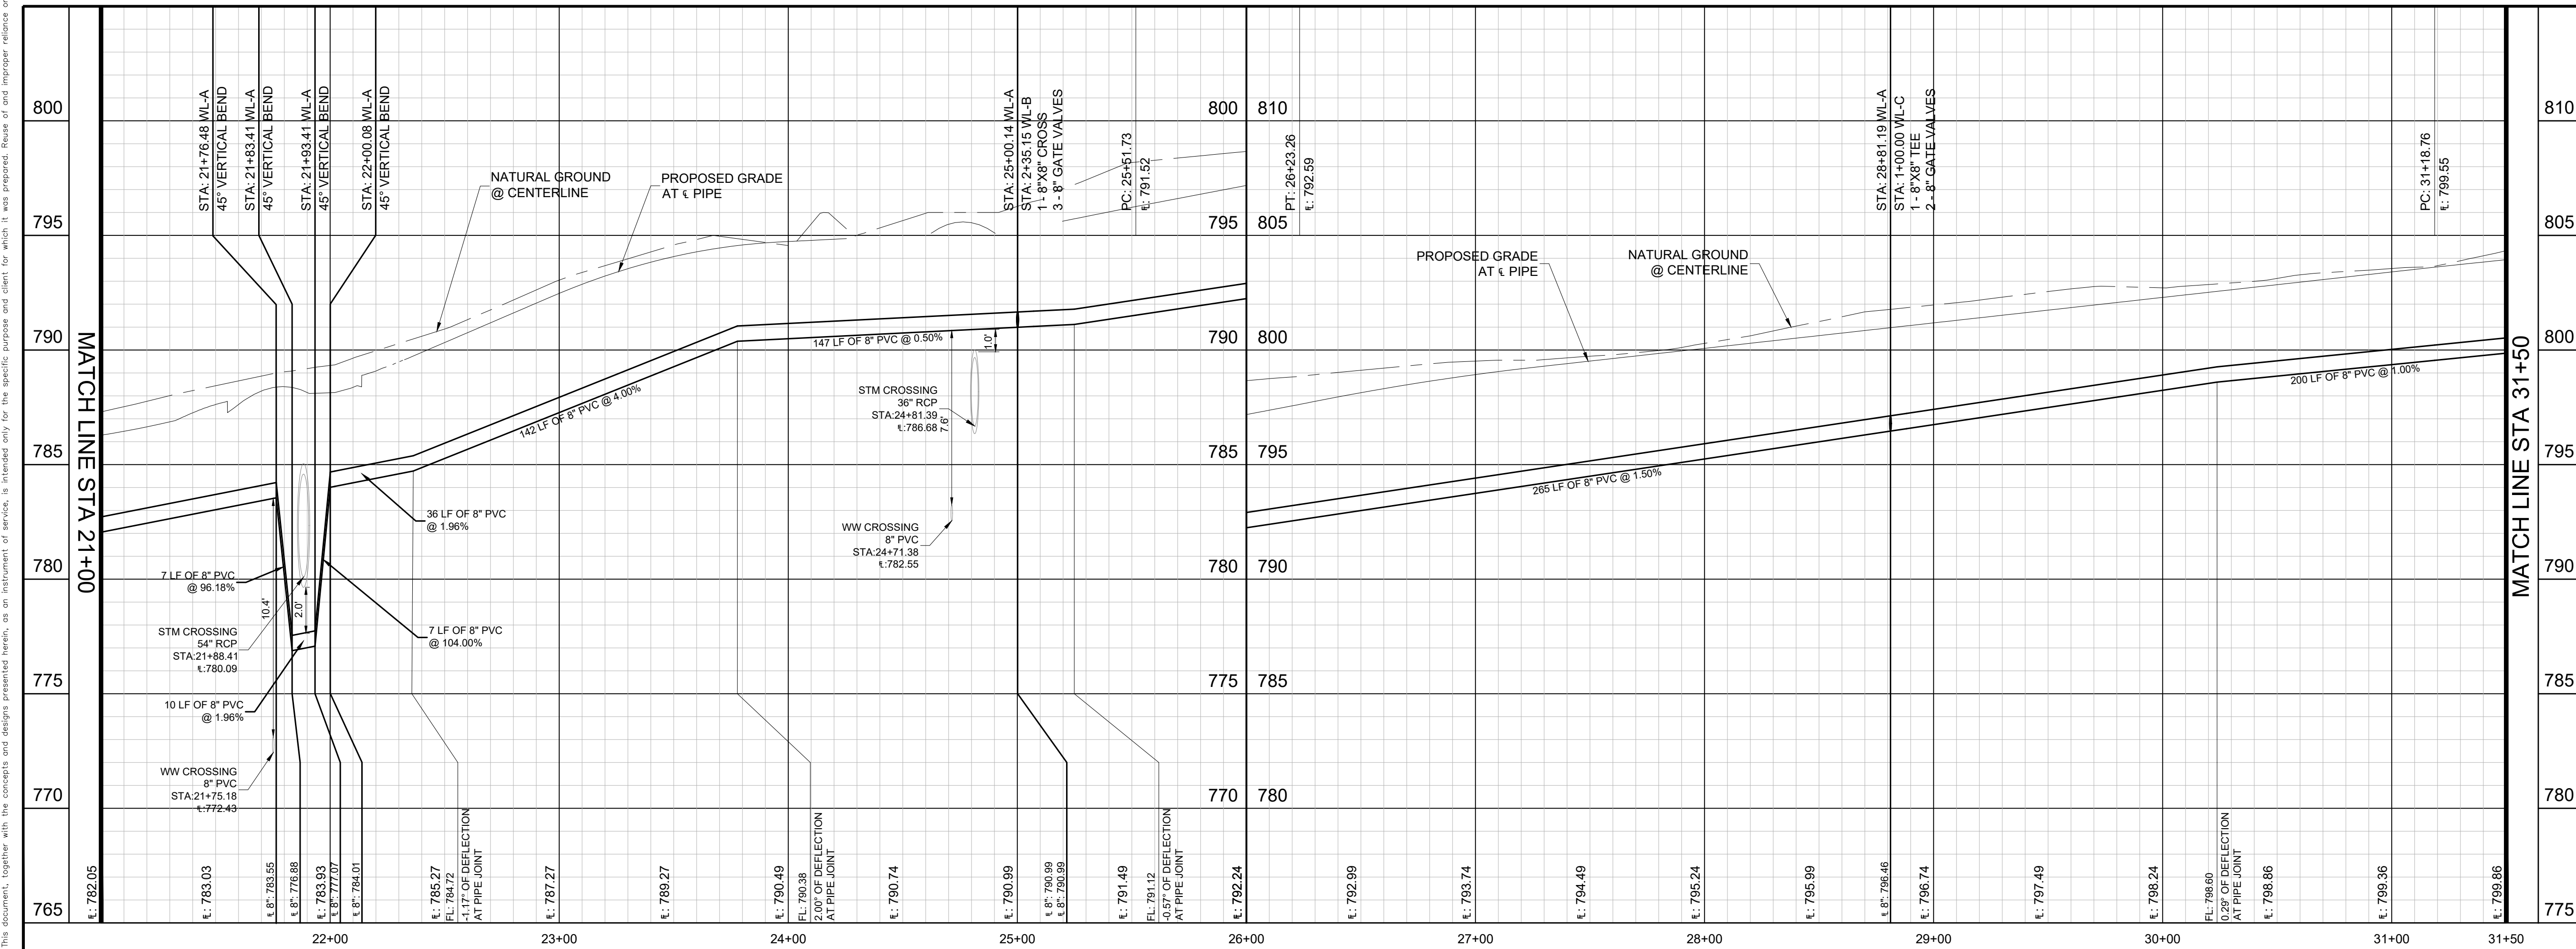 This document, together with the concepts and designs presented herein, as an instrument of service, is intended only for the specific purpose and client for which it was prepared. Reuse of and improper reliance on
800
795
790
785
780
775
770
765
MATCH LINE STA 21+00
STA: 21+76.48 WL-A
45° VERTICAL BEND
STA: 21+83.41 WL-A
45° VERTICAL BEND
STA: 21+93.41 WL-A
45° VERTICAL BEND
STA: 22+00.08 WL-A
45° VERTICAL BEND
NATURAL GROUND
@ CENTERLINE
PROPOSED GRADE
AT ℄ PIPE
STA: 25+00.14 WL-A
STA: 2+35.15 WL-B
1 - 8"X8" CROSS
3 - 8" GATE VALVES
PC: 25+51.73
℄: 791.52
800
795
790
785
780
775
770
810
805
800
795
790
785
780
PT: 26+23.26
℄: 792.59
PROPOSED GRADE
AT ℄ PIPE
NATURAL GROUND
@ CENTERLINE
STA: 28+81.19 WL-A
STA: 1+00.00 WL-C
1 - 8"X8" TEE
2 - 8" GATE VALVES
PC: 31+18.76
℄: 799.55
7 LF OF 8" PVC
@ 96.18%
10.4'
2.0'
STM CROSSING
54" RCP
STA:21+88.41
℄:780.09
10 LF OF 8" PVC
@ 1.96%
WW CROSSING
8" PVC
STA:21+75.18
℄:772.43
36 LF OF 8" PVC
@ 1.96%
7 LF OF 8" PVC
@ 104.00%
142 LF OF 8" PVC @ 4.00%
147 LF OF 8" PVC @ 0.50%
1.0'
STM CROSSING
36" RCP
STA:24+81.39
℄:786.68
7.6'
WW CROSSING
8" PVC
STA:24+71.38
℄:782.55
265 LF OF 8" PVC @ 1.50%
200 LF OF 8" PVC @ 1.00%
MATCH LINE STA 31+50
810
805
800
795
790
785
780
775
℄: 782.05
℄: 783.03
℄ 8": 783.55
℄ 8": 776.88
℄: 783.93
℄ 8": 777.07
℄ 8": 784.01
℄: 785.27
FL: 784.72
-1.17° OF DEFLECTION
AT PIPE JOINT
℄: 787.27
℄: 789.27
℄: 790.49
FL: 790.38
2.00° OF DEFLECTION
AT PIPE JOINT
℄: 790.74
℄: 790.99
℄ 8": 790.99
℄ 8": 790.99
℄: 791.49
FL: 791.12
-0.57° OF DEFLECTION
AT PIPE JOINT
℄: 792.24
℄: 792.99
℄: 793.74
℄: 794.49
℄: 795.24
℄: 795.99
℄ 8": 796.46
℄: 796.74
℄: 797.49
℄: 798.24
FL: 798.60
0.29° OF DEFLECTION
AT PIPE JOINT
℄: 798.86
℄: 799.36
℄: 799.86
22+00
23+00
24+00
25+00
26+00
27+00
28+00
29+00
30+00
31+00
31+50